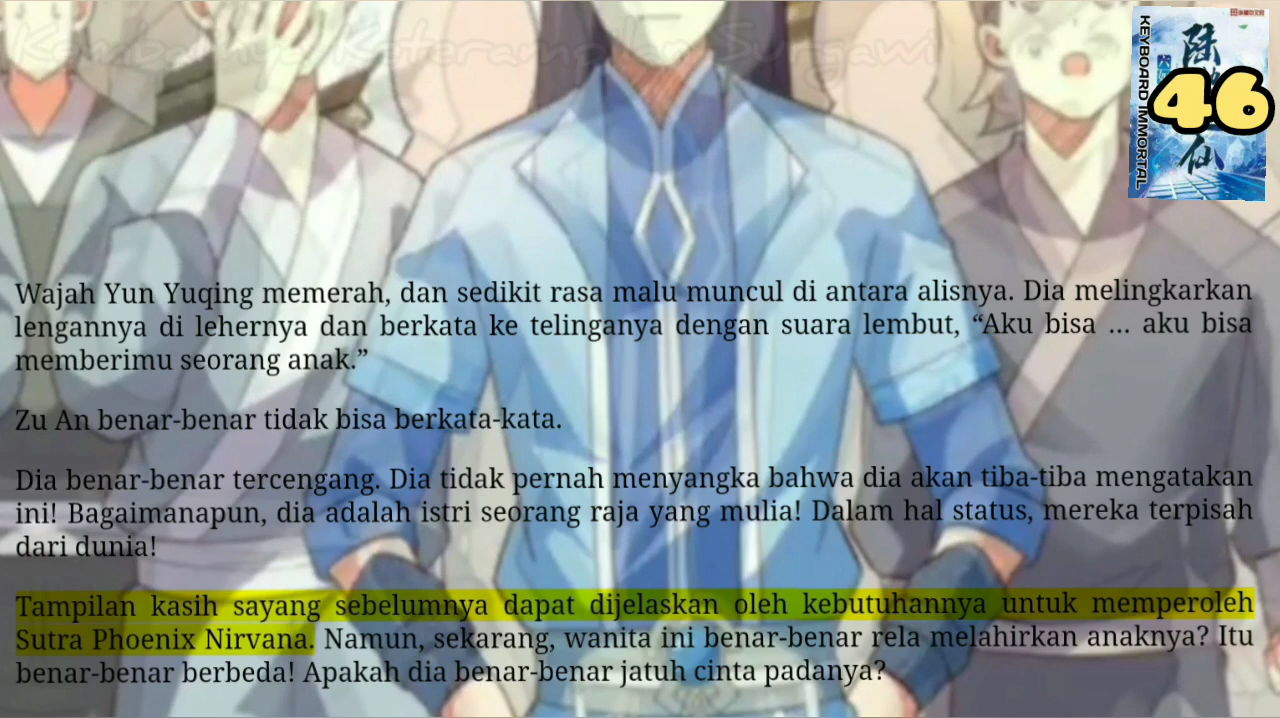 Kembalinya Keterampilan Surgawi
KEYBOARD IMMORTAL
46
仙
Wajah Yun Yuqing memerah, dan sedikit rasa malu muncul di antara alisnya. Dia melingkarkan
lengannya di lehernya dan berkata ke telinganya dengan suara lembut, “Aku bisa ... aku bisa
memberimu seorang anak.”
Zu An benar-benar tidak bisa berkata-kata.
Dia benar-benar tercengang. Dia tidak pernah menyangka bahwa dia akan tiba-tiba mengatakan
ini! Bagaimanapun, dia adalah istri seorang raja yang mulia! Dalam hal status, mereka terpisah
dari dunia!
Tampilan kasih sayang sebelumnya dapat dijelaskan oleh kebutuhannya untuk memperoleh
Sutra Phoenix Nirvana. Namun, sekarang, wanita ini benar-benar rela melahirkan anaknya? Itu
benar-benar berbeda! Apakah dia benar-benar jatuh cinta padanya?